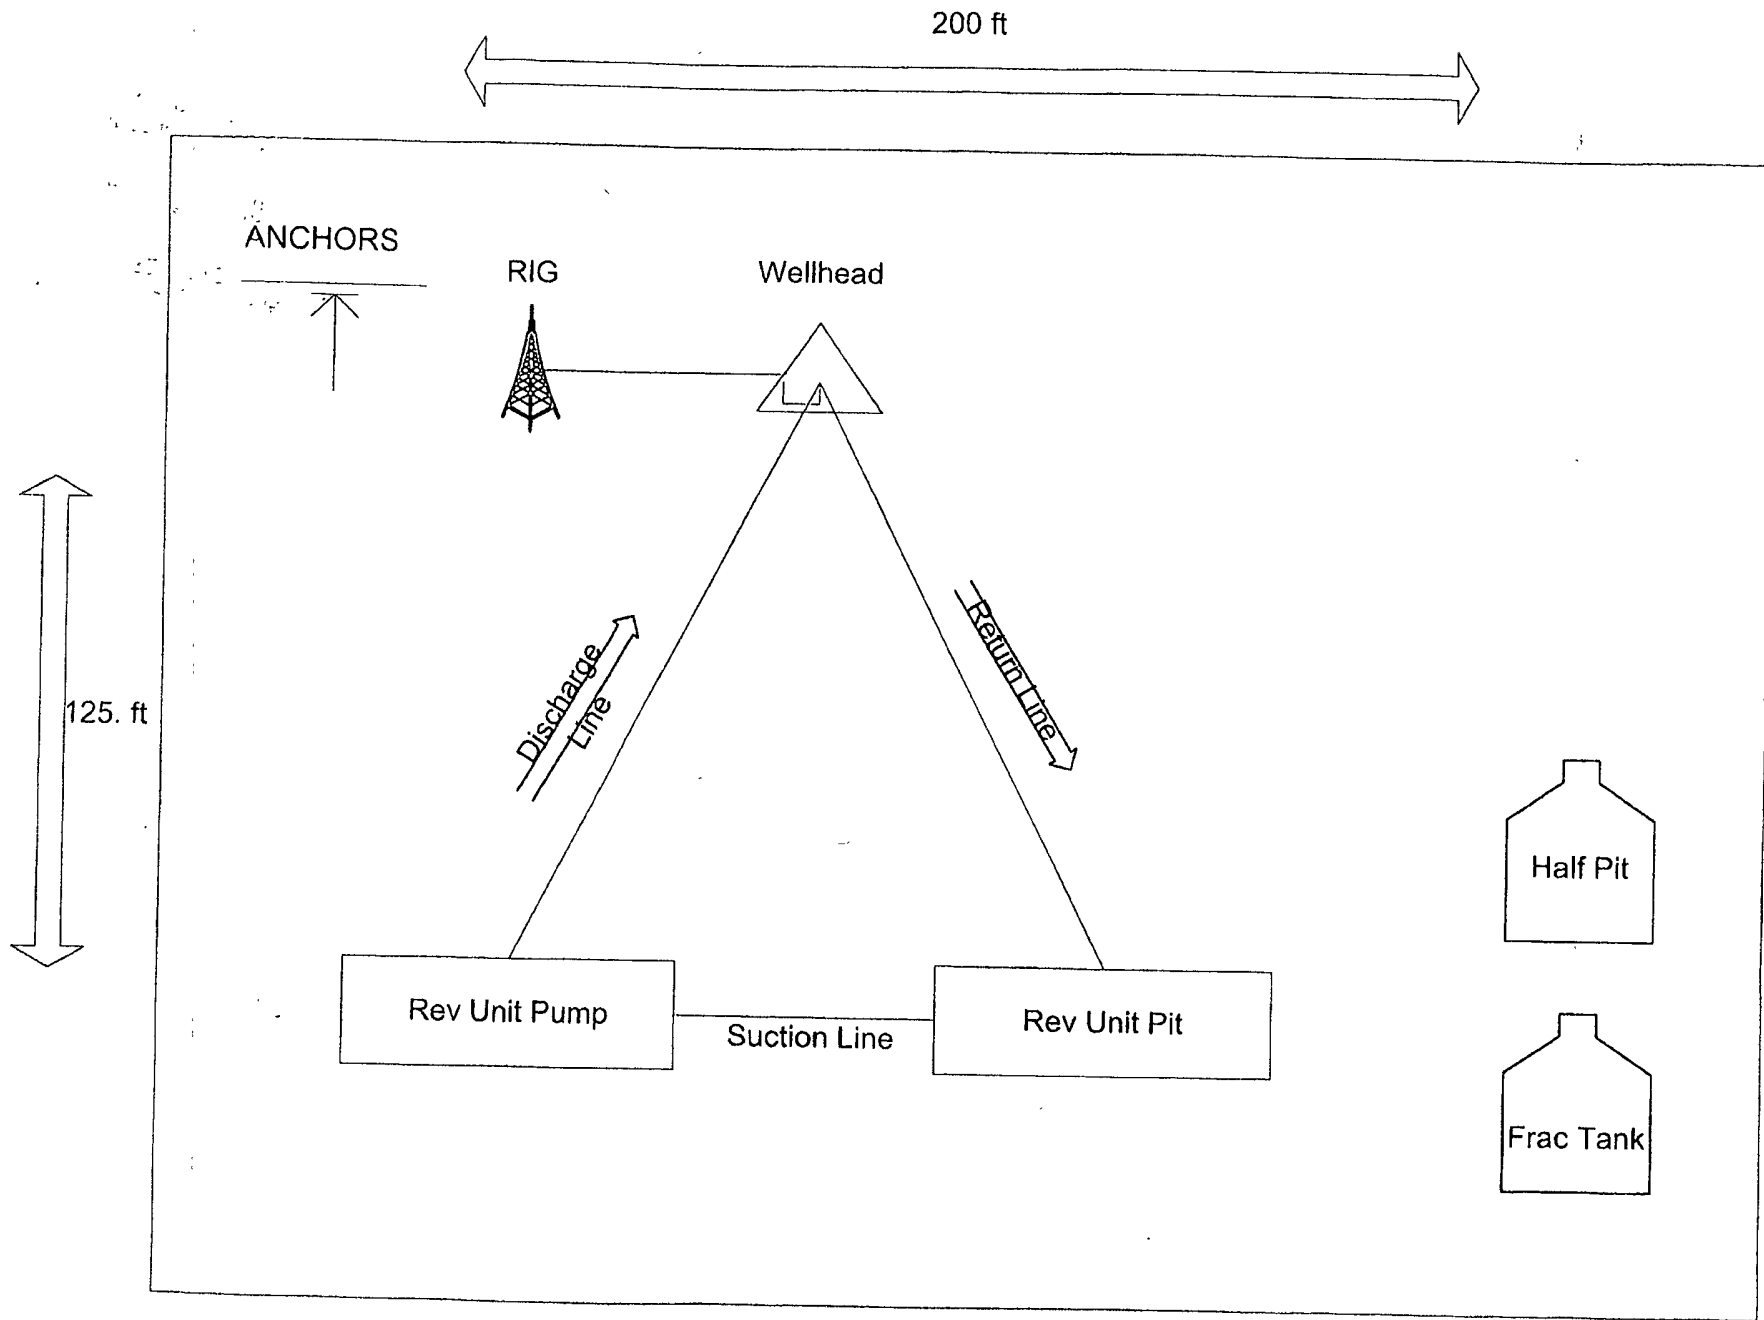 200 ft
ANCHORS
RIG
Wellhead
125. ft
Discharge
Line
Return Line
Half Pit
Rev Unit Pump
Suction Line
Rev Unit Pit
Frac Tank